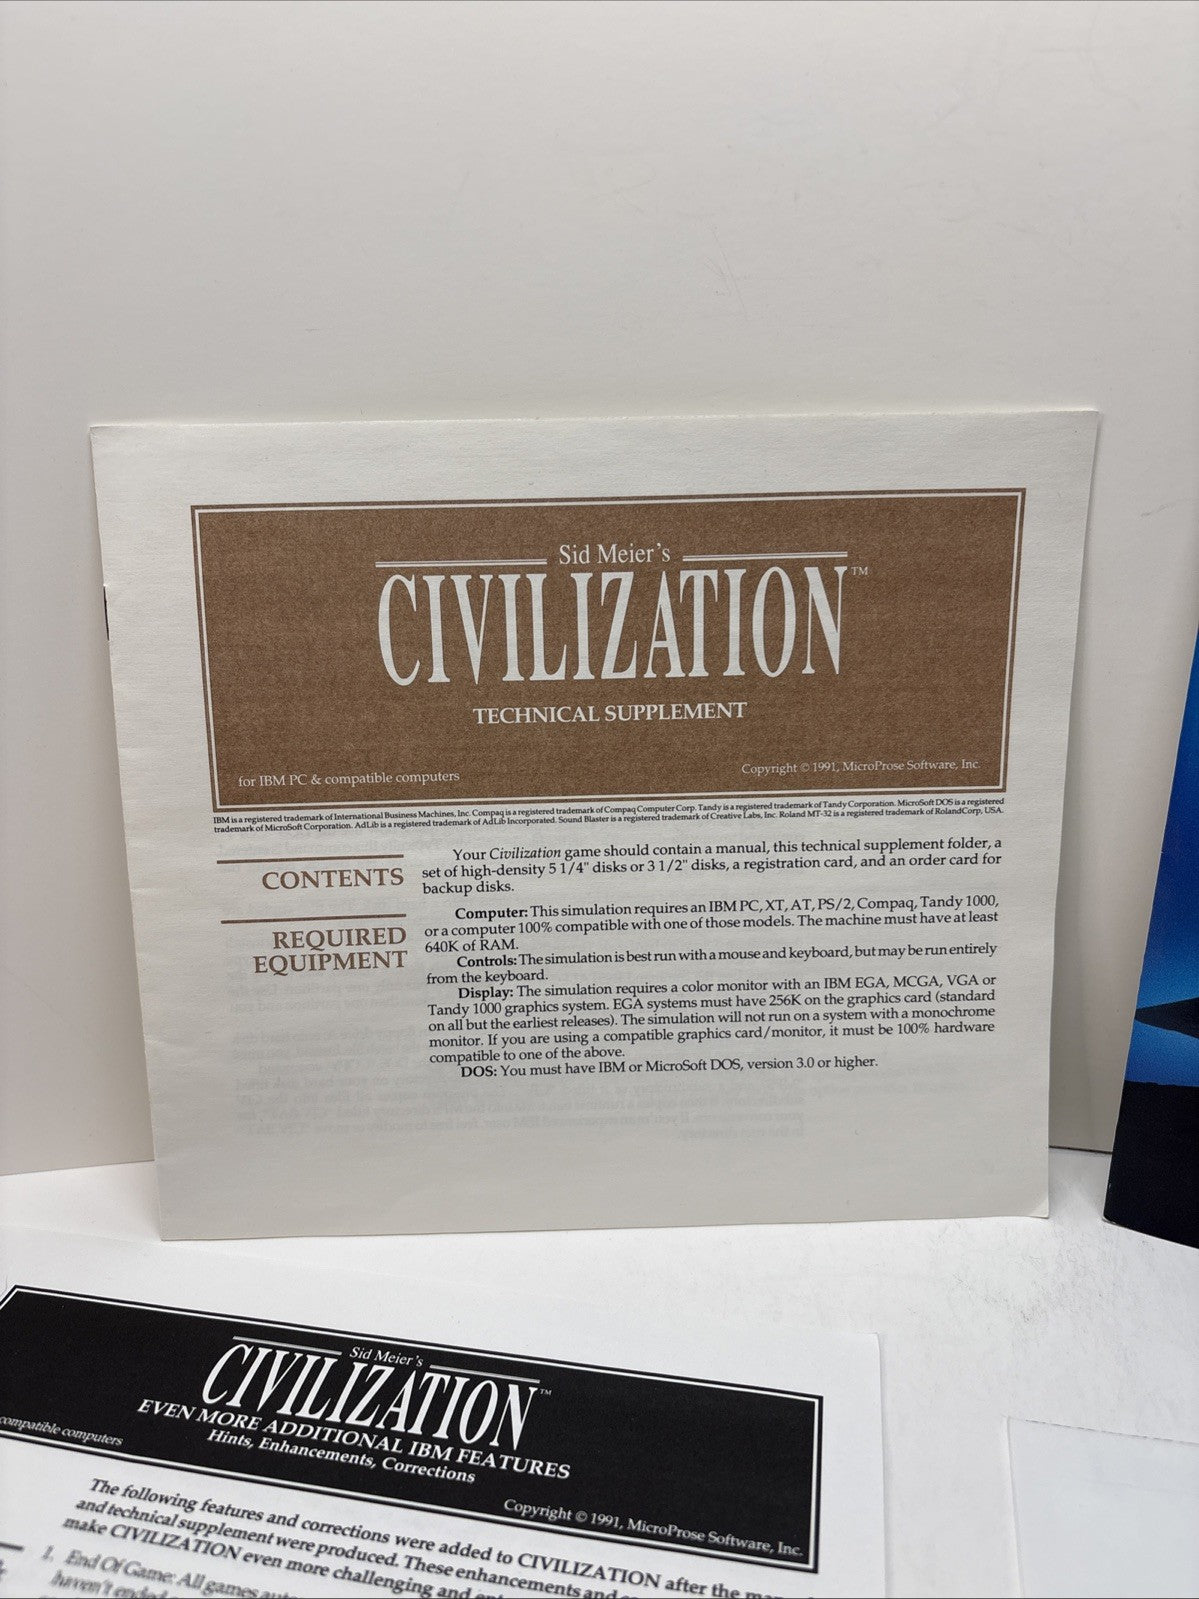 Sid Meier's
CIVILIZATION™
TECHNICAL SUPPLEMENT
for IBM PC & compatible computers
Copyright © 1991, MicroProse Software, Inc.
IBM is a registered trademark of International Business Machines, Inc. Compaq is a registered trademark of Compaq Computer Corp. Tandy is a registered trademark of Tandy Corporation. MicroSoft DOS is a registered
trademark of MicroSoft Corporation. AdLib is a registered trademark of AdLib Incorporated. Sound Blaster is a registered trademark of Creative Labs, Inc. Roland MT-32 is a registered trademark of RolandCorp, USA.
CONTENTS
Your Civilization game should contain a manual, this technical supplement folder, a
set of high-density 5 1/4" disks or 3 1/2" disks, a registration card, and an order card for
backup disks.
REQUIRED
EQUIPMENT
Computer: This simulation requires an IBM PC, XT, AT, PS/2, Compaq, Tandy 1000,
or a computer 100% compatible with one of those models. The machine must have at least
640K of RAM.
Controls: The simulation is best run with a mouse and keyboard, but may be run entirely
from the keyboard.
Display: The simulation requires a color monitor with an IBM EGA, MCGA, VGA or
Tandy 1000 graphics system. EGA systems must have 256K on the graphics card (standard
on all but the earliest releases). The simulation will not run on a system with a monochrome
monitor. If you are using a compatible graphics card/monitor, it must be 100% hardware
compatible to one of the above.
DOS: You must have IBM or MicroSoft DOS, version 3.0 or higher.
Sid Meier's
CIVILIZATION™
EVEN MORE ADDITIONAL IBM FEATURES
Hints, Enhancements, Corrections
compatible computers
Copyright © 1991, MicroProse Software, Inc.
The following features and corrections were added to CIVILIZATION after the
and technical supplement were produced. These enhancements and
make CIVILIZATION even more challenging and
1. End Of Game: All games
haven't ended